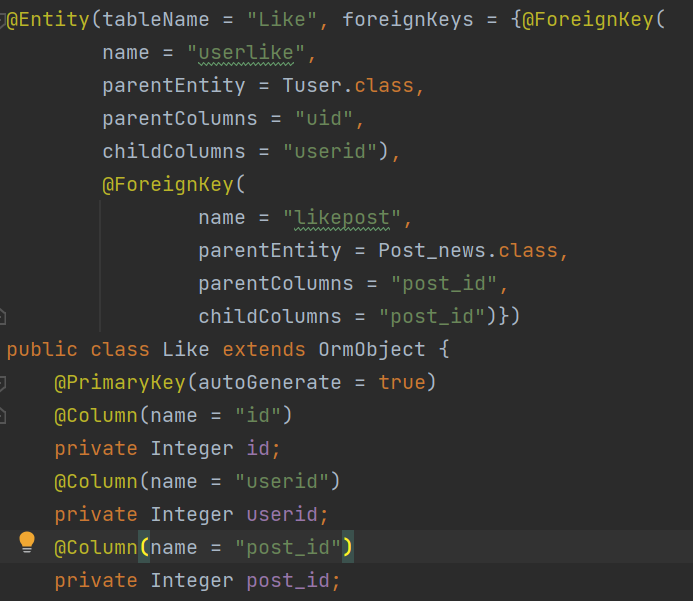 @Entity(tableName = "Like", foreignKeys = {@ForeignKey(
        name = "userlike",
        parentEntity = Tuser.class,
        parentColumns = "uid",
        childColumns = "userid"),
        @ForeignKey(
                name = "likepost",
                parentEntity = Post_news.class,
                parentColumns = "post_id",
                childColumns = "post_id")})
public class Like extends OrmObject {
    @PrimaryKey(autoGenerate = true)
    @Column(name = "id")
    private Integer id;
    @Column(name = "userid")
    private Integer userid;
    @Column(name = "post_id")
    private Integer post_id;